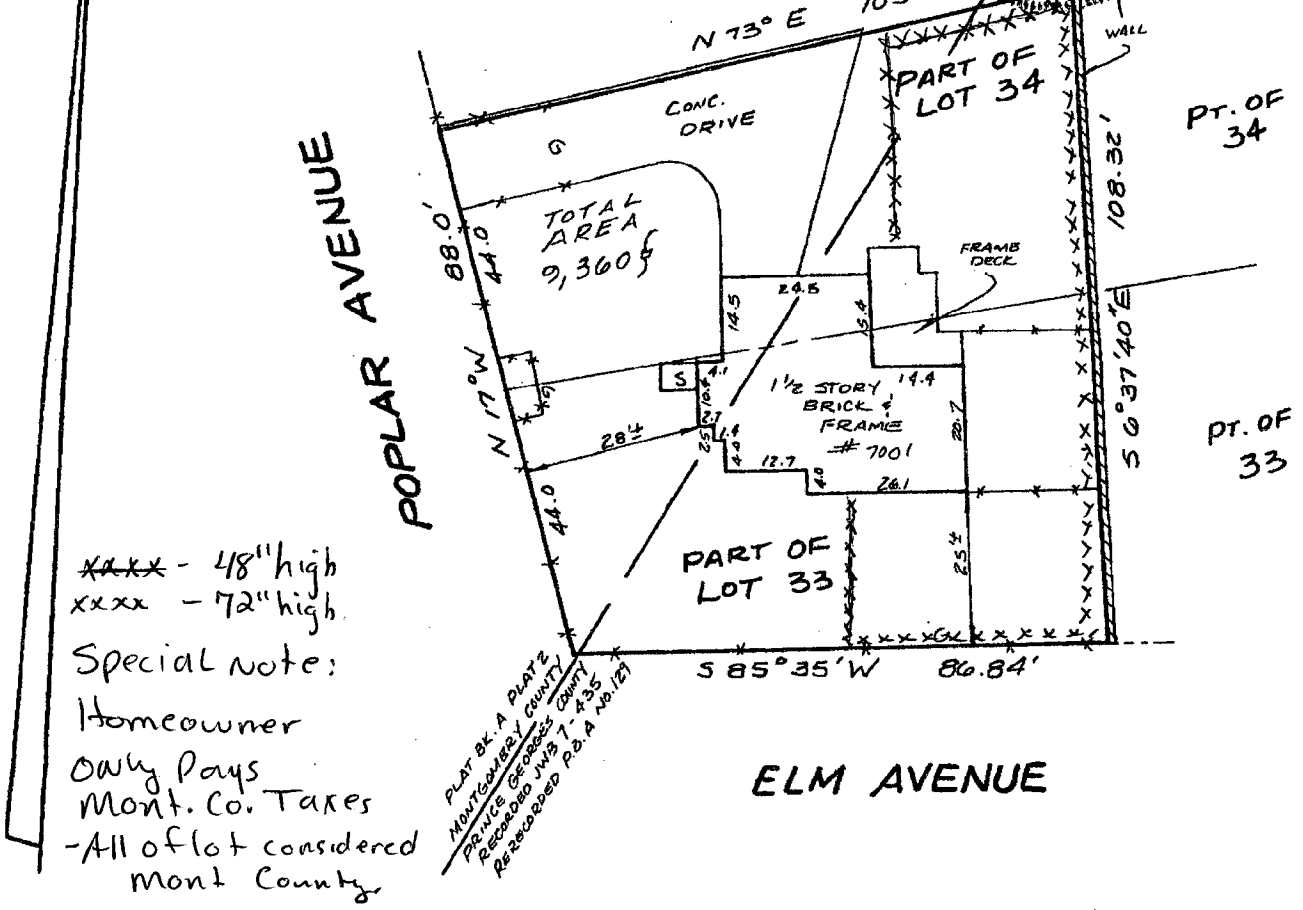 N 73° E
WALL
PART OF
LOT 34
CONC.
DRIVE
PT. OF
34
108.32'
POPLAR AVENUE
G
TOTAL
AREA
9,360
88.0'
44.0
FRAME
DECK
24.5
14.5
15.4
S 6° 37' 40" E
S
4.1
10.4
2.7
1.4
2.5
4.0
1 1/2 STORY
BRICK &
FRAME
# 7001
14.4
20.7
N 17° W
28±
12.7
4.0
26.1
PT. OF
33
44.0
PART OF
LOT 33
25±
xxxx - 48" high
xxxx - 72" high
G
S 85° 35' W 86.84'
Special Note:
Homeowner
only Pays
Mont. Co. Taxes
-All of lot considered
Mont County.
PLAT BK. A PLAT 2
MONTGOMERY COUNTY
PRINCE GEORGES COUNTY
RECORDED JWB 7-435
RERECORDED P.B. A NO. 129
ELM AVENUE